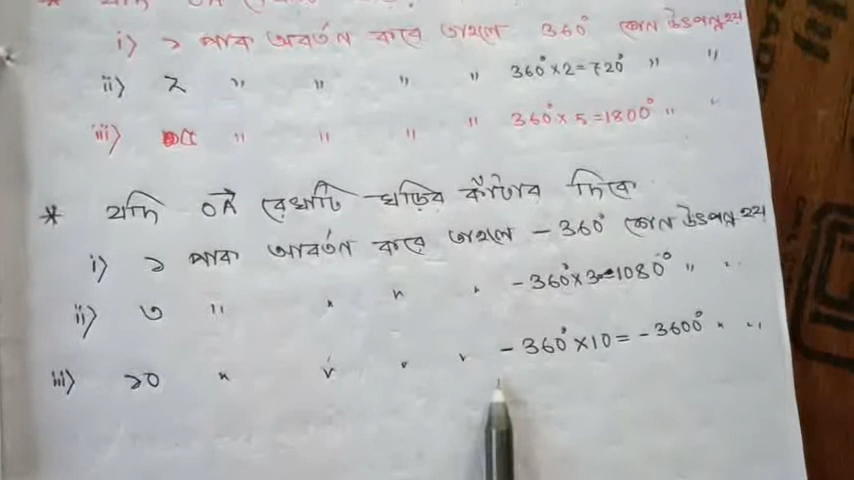 i) ১ পাক আবর্তন করে তাহলে 360° কোন উৎপন্ন হয়
ii) 2 " " " " 360° × 2 = 720° " "
iii) ৫ " " " " 360° × 5 = 1800° " "
* যদি OA রেখাটি ঘড়ির কাঁটার দিকে
i) ১ পাক আবর্তন করে তাহলে - 360° কোন উৎপন্ন হয়
ii) ৩ " " " " - 360° × 3 = -1080° " "
iii) ১০ " " " " - 360° × 10 = - 3600° " "